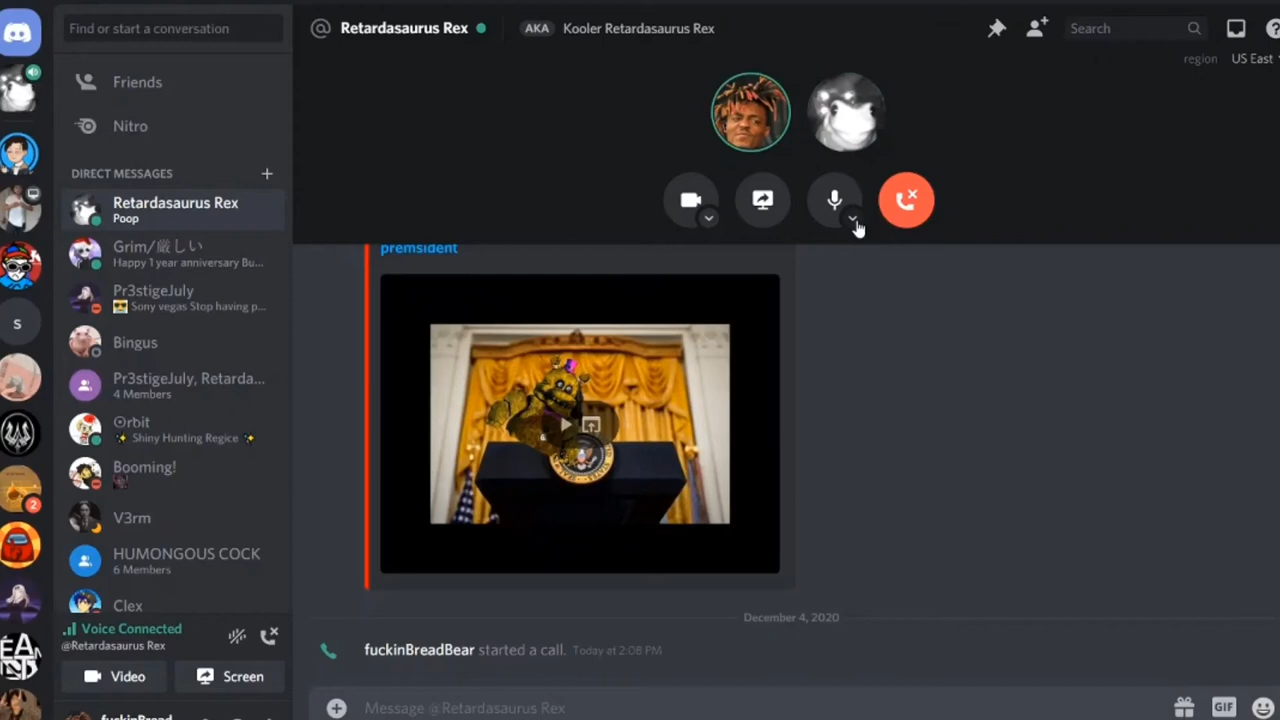 Find or start a conversation
Friends
Nitro
DIRECT MESSAGES
Retardasaurus Rex
Poop
Grim/厳しい
Happy 1 year anniversary Bu...
Pr3stigeJuly
Sony vegas Stop having p...
Bingus
Pr3stigeJuly, Retarda...
4 Members
Orbit
Shiny Hunting Regice
Booming!
V3rm
HUMONGOUS COCK
6 Members
Clex
Voice Connected
@Retardasaurus Rex
Video
Screen
fuckinBread
S
2
@ Retardasaurus Rex
AKA Kooler Retardasaurus Rex
Search
region US East
premsident
December 4, 2020
fuckinBreadBear started a call. Today at 2:08 PM
Message @Retardasaurus Rex
GIF